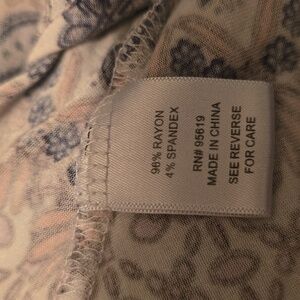 96% RAYON
4% SPANDEX
RN# 95619
MADE IN CHINA
SEE REVERSE
FOR CARE